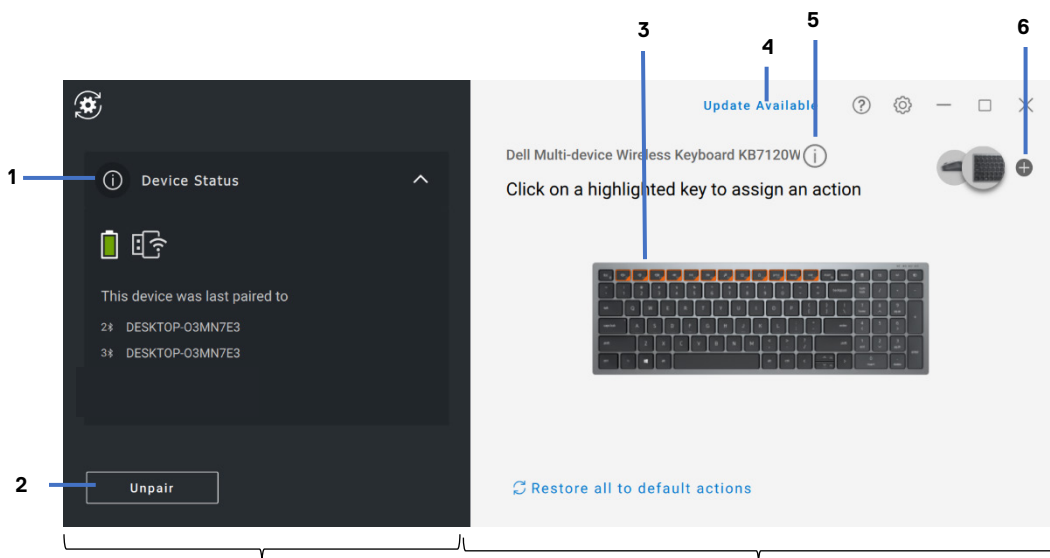 3
4
5
6
Update Available
1
Device Status
Dell Multi-device Wireless Keyboard KB7120W
Click on a highlighted key to assign an action
This device was last paired to
2 DESKTOP-O3MN7E3
3 DESKTOP-O3MN7E3
2
Unpair
Restore all to default actions